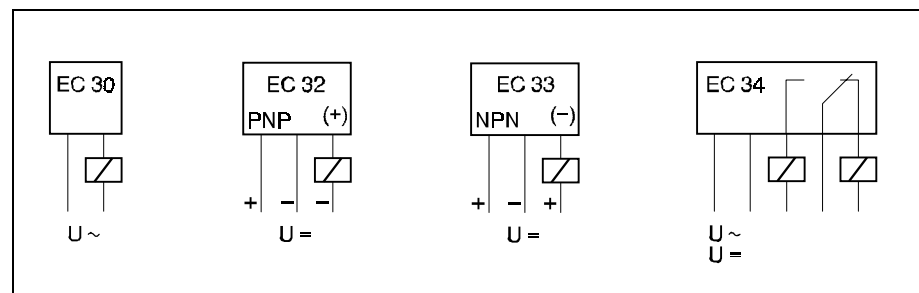 EC 30
U ~
EC 32
PNP (+)
+ − −
U =
EC 33
NPN (−)
+ − +
U =
EC 34
U ~
U =